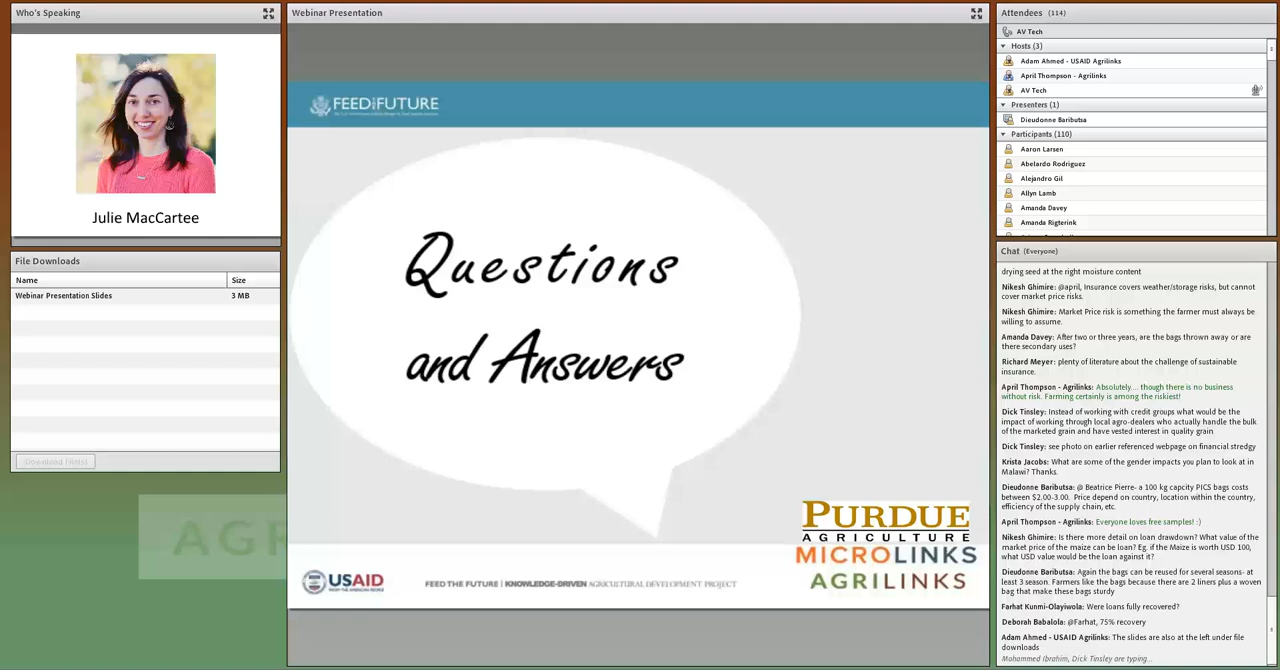 Who's Speaking
Julie MacCartee
File Downloads
Name Size
Webinar Presentation Slides 3 MB
Download File(s)
AGR
Webinar Presentation
FEED THE FUTURE
Questions
and Answers
PURDUE
AGRICULTURE
MICROLINKS
AGRILINKS
USAID
FROM THE AMERICAN PEOPLE
FEED THE FUTURE | KNOWLEDGE-DRIVEN AGRICULTURAL DEVELOPMENT PROJECT
Attendees (114)
AV Tech
Hosts (3)
Adam Ahmed - USAID Agrilinks
April Thompson - Agrilinks
AV Tech
Presenters (1)
Dieudonne Baributsa
Participants (110)
Aaron Larsen
Abelardo Rodriguez
Alejandro Gil
Allyn Lamb
Amanda Davey
Amanda Rigterink
Chat (Everyone)
drying seed at the right moisture content
Nikesh Ghimire: @april, Insurance covers weather/storage risks, but cannot
cover market price risks.
Nikesh Ghimire: Market Price risk is something the farmer must always be
willing to assume.
Amanda Davey: After two or three years, are the bags thrown away or are
there secondary uses?
Richard Meyer: plenty of literature about the challenge of sustainable
insurance.
April Thompson - Agrilinks: Absolutely.... though there is no business
without risk. Farming certainly is among the riskiest!
Dick Tinsley: Instead of working with credit groups what would be the
impact of working through local agro-dealers who actually handle the bulk
of the marketed grain and have vested interest in quality grain
Dick Tinsley: see photo on earlier referenced webpage on financial stredgy
Krista Jacobs: What are some of the gender impacts you plan to look at in
Malawi? Thanks.
Dieudonne Baributsa: @ Beatrice Pierre- a 100 kg capcity PICS bags costs
between $2.00-3.00. Price depend on country, location within the country,
efficiency of the supply chain, etc.
April Thompson - Agrilinks: Everyone loves free samples! :)
Nikesh Ghimire: Is there more detail on loan drawdown? What value of the
market price of the maize can be loan? Eg. if the Maize is worth USD 100,
what USD value would be the loan against it?
Dieudonne Baributsa: Again the bags can be reused for several seasons- at
least 3 season. Farmers like the bags because there are 2 liners plus a woven
bag that make these bags sturdy
Farhat Kunmi-Olayiwola: Were loans fully recovered?
Deborah Babalola: @Farhat, 75% recovery
Adam Ahmed - USAID Agrilinks: The slides are also at the left under file
downloads
Mohammed Ibrahim, Dick Tinsley are typing...